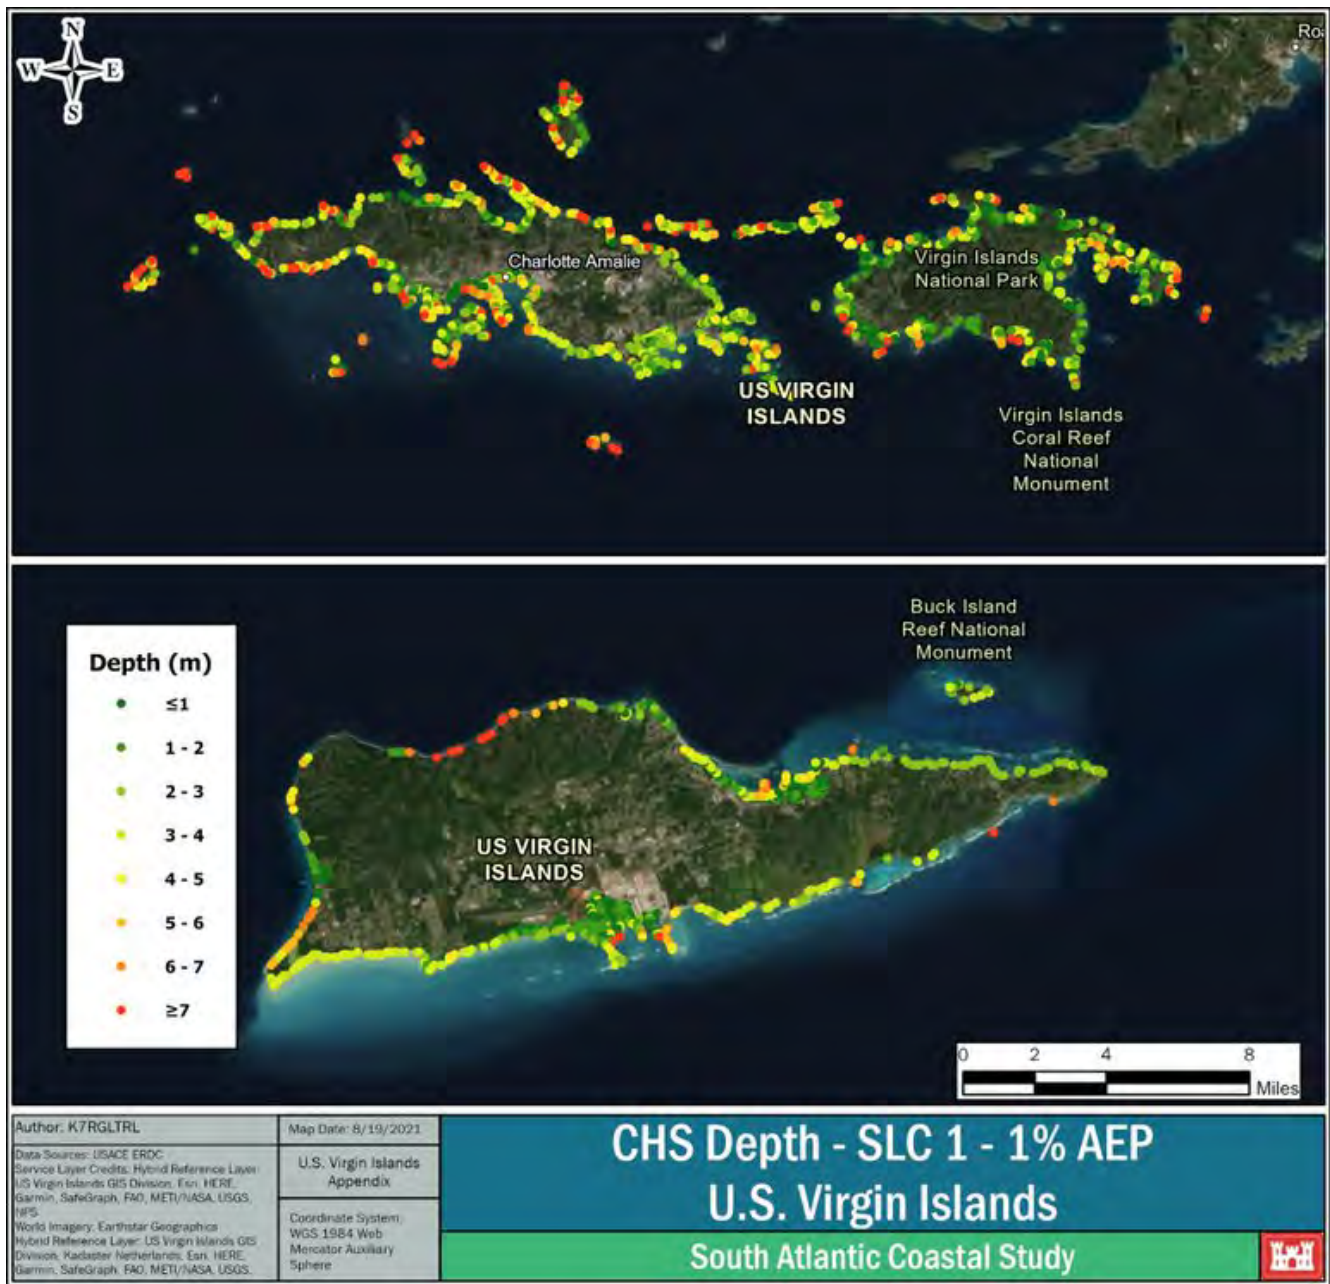 N
W E
S
Roa
Charlotte Amalie
Virgin Islands
National Park
US VIRGIN
ISLANDS
Virgin Islands
Coral Reef
National
Monument
Buck Island
Reef National
Monument
Depth (m)
≤1
1 - 2
2 - 3
3 - 4
4 - 5
5 - 6
6 - 7
≥7
US VIRGIN
ISLANDS
0 2 4 8
Miles
Author: K7RGLTRL
Data Sources: USACE ERDC
Service Layer Credits: Hybrid Reference Layer:
US Virgin Islands GIS Division, Esri, HERE,
Garmin, SafeGraph, FAO, METI/NASA, USGS,
NPS
World Imagery: Earthstar Geographics
Hybrid Reference Layer: US Virgin Islands GIS
Division, Kadaster Netherlands, Esri, HERE,
Garmin, SafeGraph, FAO, METI/NASA, USGS,
Map Date: 8/19/2021
U.S. Virgin Islands
Appendix
Coordinate System:
WGS 1984 Web
Mercator Auxiliary
Sphere
CHS Depth - SLC 1 - 1% AEP
U.S. Virgin Islands
South Atlantic Coastal Study